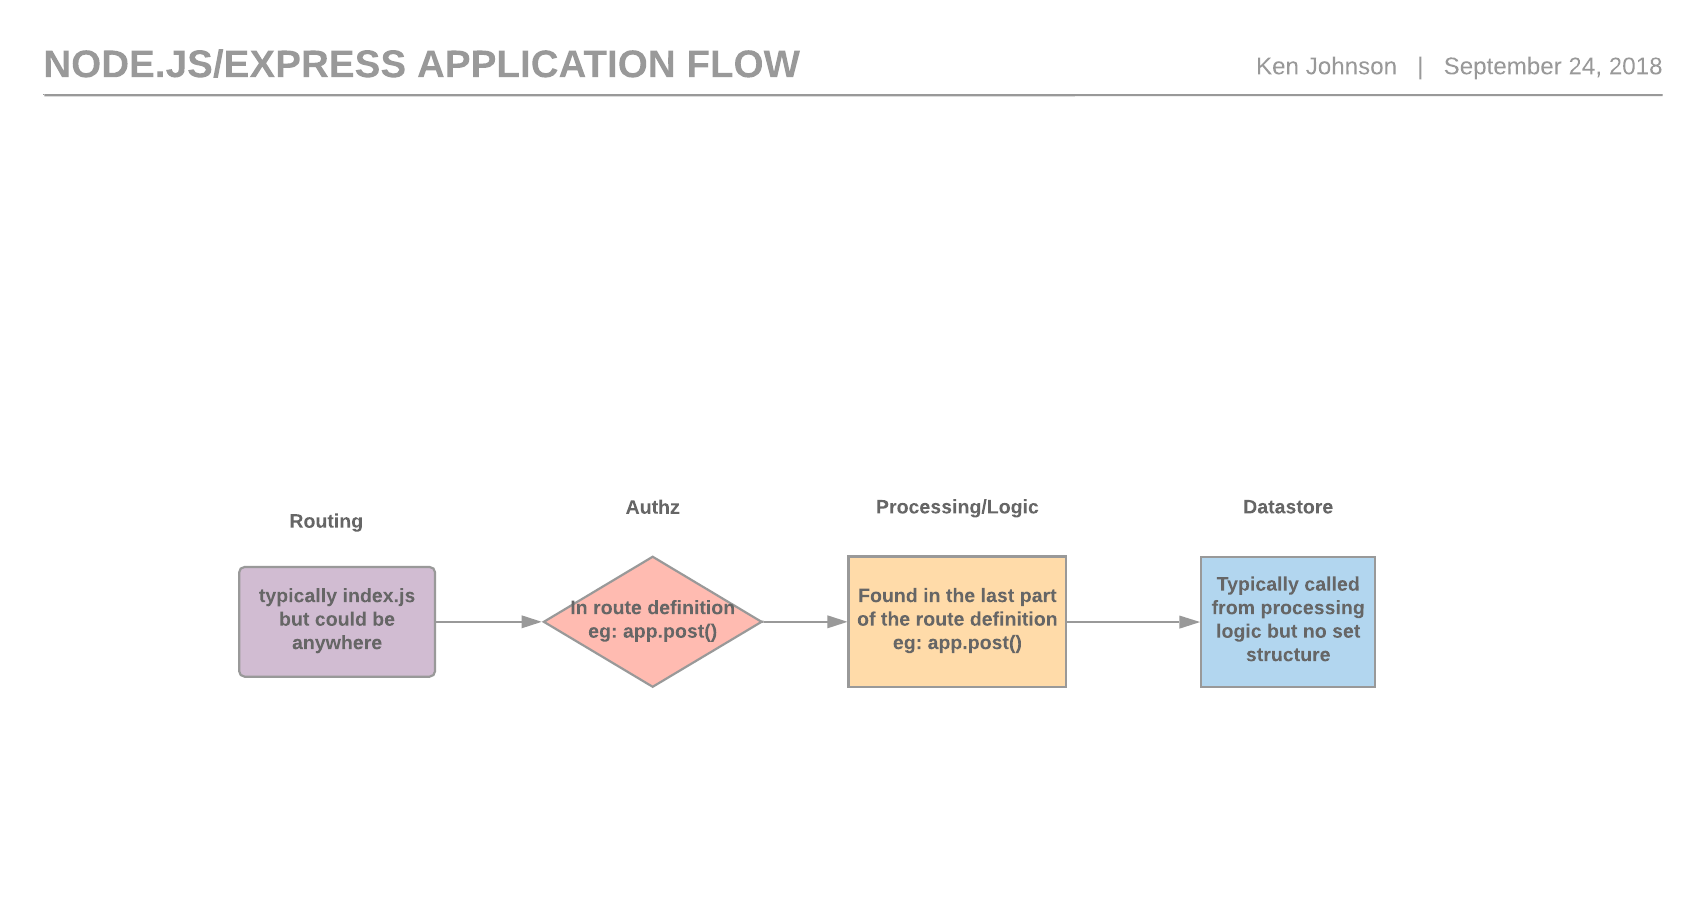 NODE.JS/EXPRESS APPLICATION FLOW
Ken Johnson | September 24, 2018
Routing
Authz
Processing/Logic
Datastore
typically index.js
but could be
anywhere
In route definition
eg: app.post()
Found in the last part
of the route definition
eg: app.post()
Typically called
from processing
logic but no set
structure